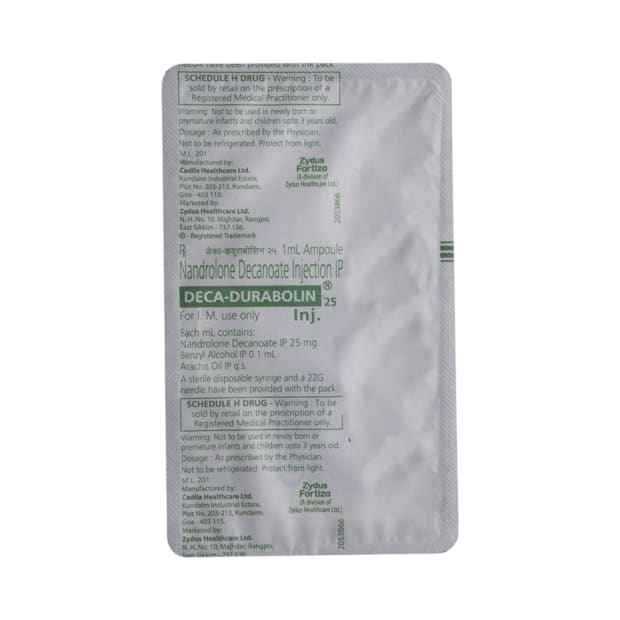 needle have been provided with the pack
SCHEDULE H DRUG - Warning : To be
sold by retail on the prescription of a
Registered Medical Practitioner only.
Warning: Not to be used in newly born or
premature infants and children upto 3 years old.
Dosage : As prescribed by the Physician.
Not to be refrigerated. Protect from light.
M.L. 201
Manufactured by:
Cadila Healthcare Ltd.
Kundaim Industrial Estate,
Plot No. 203-213, Kundaim,
Goa - 403 115.
Marketed by:
Zydus Healthcare Ltd.
N. H. No. 10, Majhitar, Rangpo,
East Sikkim - 737 136.
® - Registered Trademark
Zydus
Fortiza
(A division of
Zydus Healthcare Ltd.)
2053866
Rx डेका-डयूराबोलिन २५ 1mL Ampoule
Nandrolone Decanoate Injection IP
DECA-DURABOLIN® 25
For I. M. use only Inj.
Each mL contains:
Nandrolone Decanoate IP 25 mg
Benzyl Alcohol IP 0.1 mL
Arachis Oil IP q.s.
A sterile disposable syringe and a 22G
needle have been provided with the pack
SCHEDULE H DRUG - Warning : To be
sold by retail on the prescription of a
Registered Medical Practitioner only.
Warning: Not to be used in newly born or
premature infants and children upto 3 years old.
Dosage : As prescribed by the Physician.
Not to be refrigerated. Protect from light.
M.L. 201
Manufactured by:
Cadila Healthcare Ltd.
Kundaim Industrial Estate,
Plot No. 203-213, Kundaim,
Goa - 403 115.
Marketed by:
Zydus Healthcare Ltd.
N. H. No. 10, Majhitar, Rangpo,
East Sikkim - 737 136.
Zydus
Fortiza
(A division of
Zydus Healthcare Ltd.)
2053866